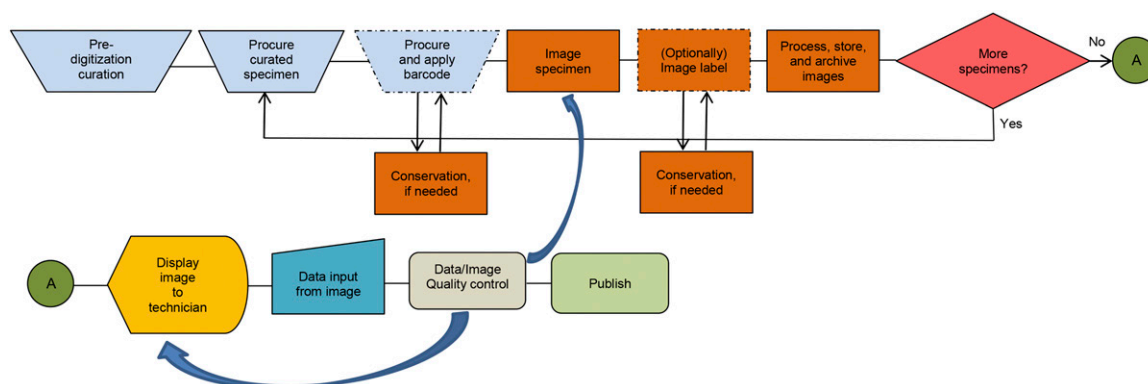 Pre-
digitization
curation
Procure
curated
specimen
Procure
and apply
barcode
Image
specimen
(Optionally)
Image label
Process, store,
and archive
images
More
specimens?
No
A
Yes
Conservation,
if needed
Conservation,
if needed
A
Display
image
to
technician
Data input
from image
Data/Image
Quality control
Publish